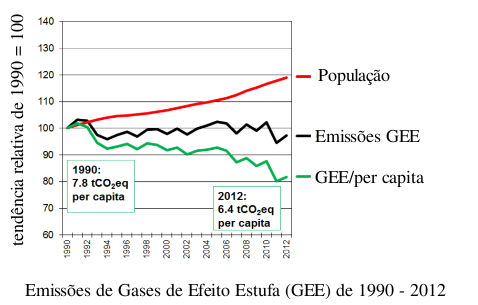 tendência relativa de 1990 = 100
140
130
120
110
100
90
80
70
60
População
Emissões GEE
GEE/per capita
1990:
7.8 tCO₂eq
per capita
2012:
6.4 tCO₂eq
per capita
1990 1992 1994 1996 1998 2000 2002 2004 2006 2008 2010 2012
Emissões de Gases de Efeito Estufa (GEE) de 1990 - 2012